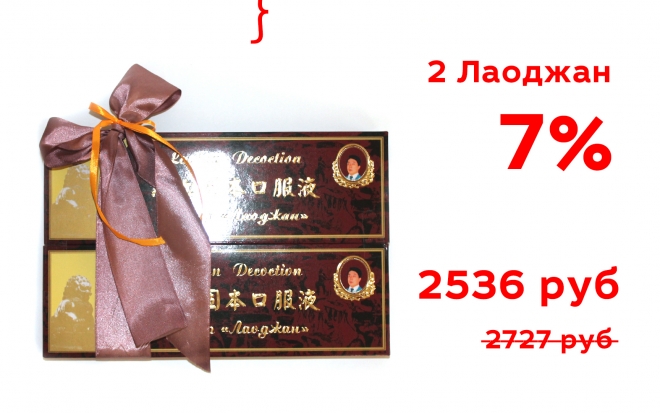 }
2 Лаоджан
7%
Decoction
本口服液
«Лаоджан»
Decoction
固本口服液
«Лаоджан»
2536 руб
2727 руб